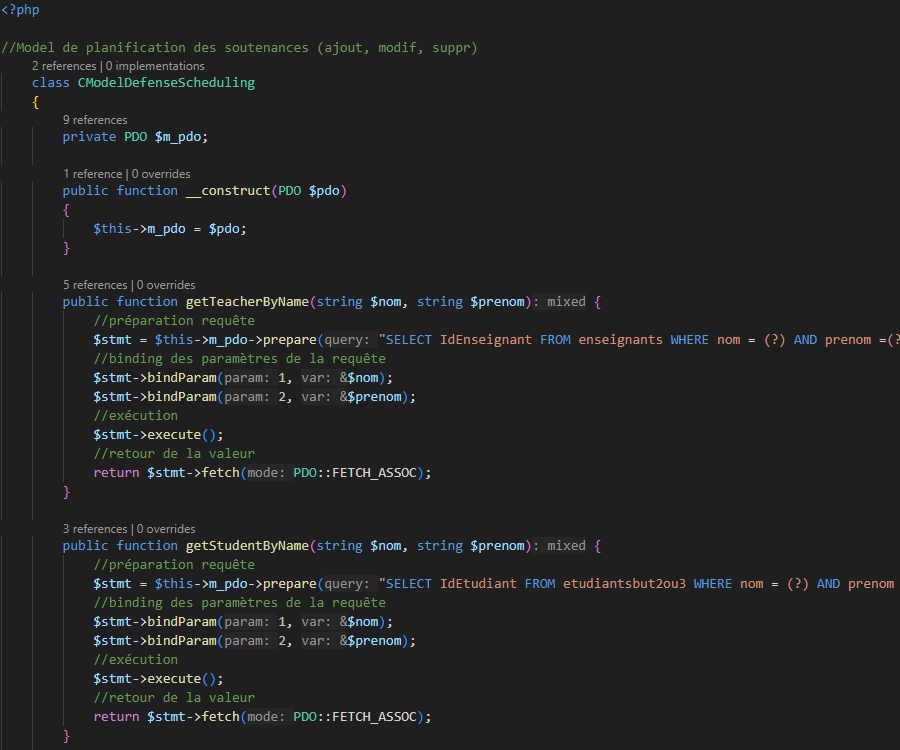 <?php
//Model de planification des soutenances (ajout, modif, suppr)
2 references | 0 implementations
class CModelDefenseScheduling
{
9 references
private PDO $m_pdo;
1 reference | 0 overrides
public function __construct(PDO $pdo)
{
$this->m_pdo = $pdo;
}
5 references | 0 overrides
public function getTeacherByName(string $nom, string $prenom): mixed {
//préparation requête
$stmt = $this->m_pdo->prepare(query: "SELECT IdEnseignant FROM enseignants WHERE nom = (?) AND prenom =(?
//binding des paramètres de la requête
$stmt->bindParam(param: 1, var: &$nom);
$stmt->bindParam(param: 2, var: &$prenom);
//exécution
$stmt->execute();
//retour de la valeur
return $stmt->fetch(mode: PDO::FETCH_ASSOC);
}
3 references | 0 overrides
public function getStudentByName(string $nom, string $prenom): mixed {
//préparation requête
$stmt = $this->m_pdo->prepare(query: "SELECT IdEtudiant FROM etudiantsbut2ou3 WHERE nom = (?) AND prenom
//binding des paramètres de la requête
$stmt->bindParam(param: 1, var: &$nom);
$stmt->bindParam(param: 2, var: &$prenom);
//exécution
$stmt->execute();
//retour de la valeur
return $stmt->fetch(mode: PDO::FETCH_ASSOC);
}